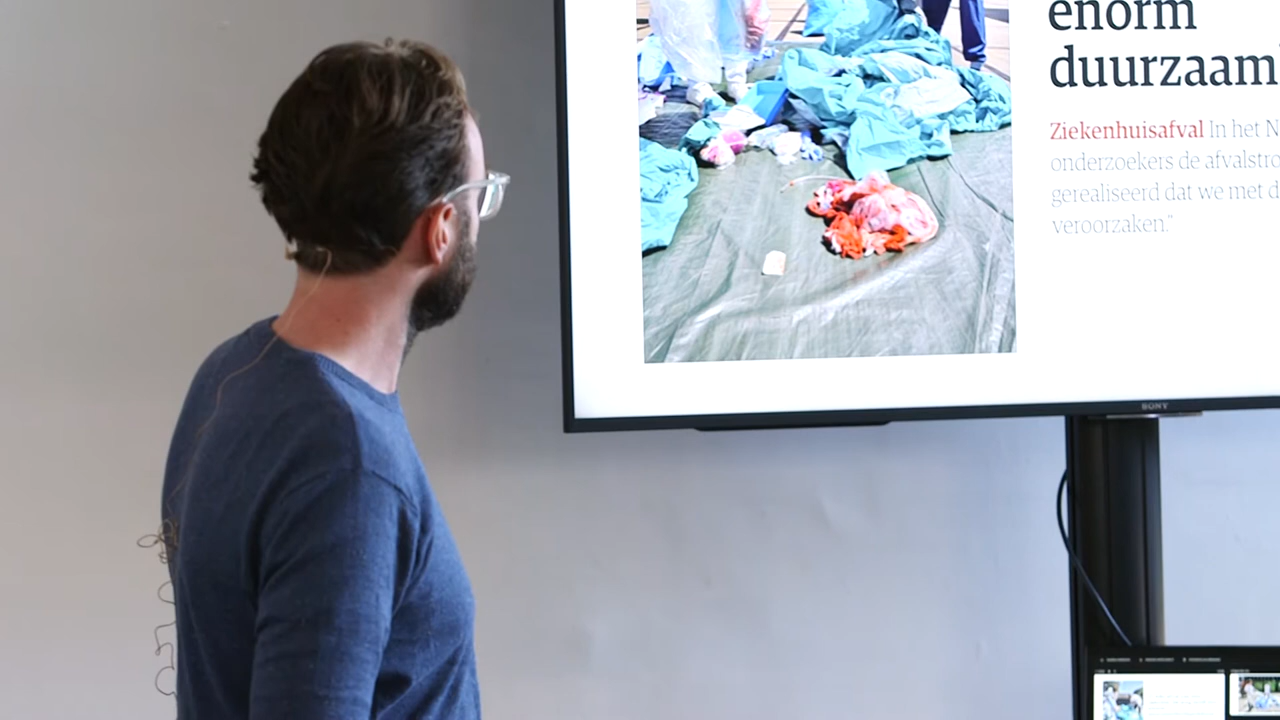 enorm
duurzaam
Ziekenhuisafval In het N
onderzoekers de afvalstro
gerealiseerd dat we met d
veroorzaken."
SONY